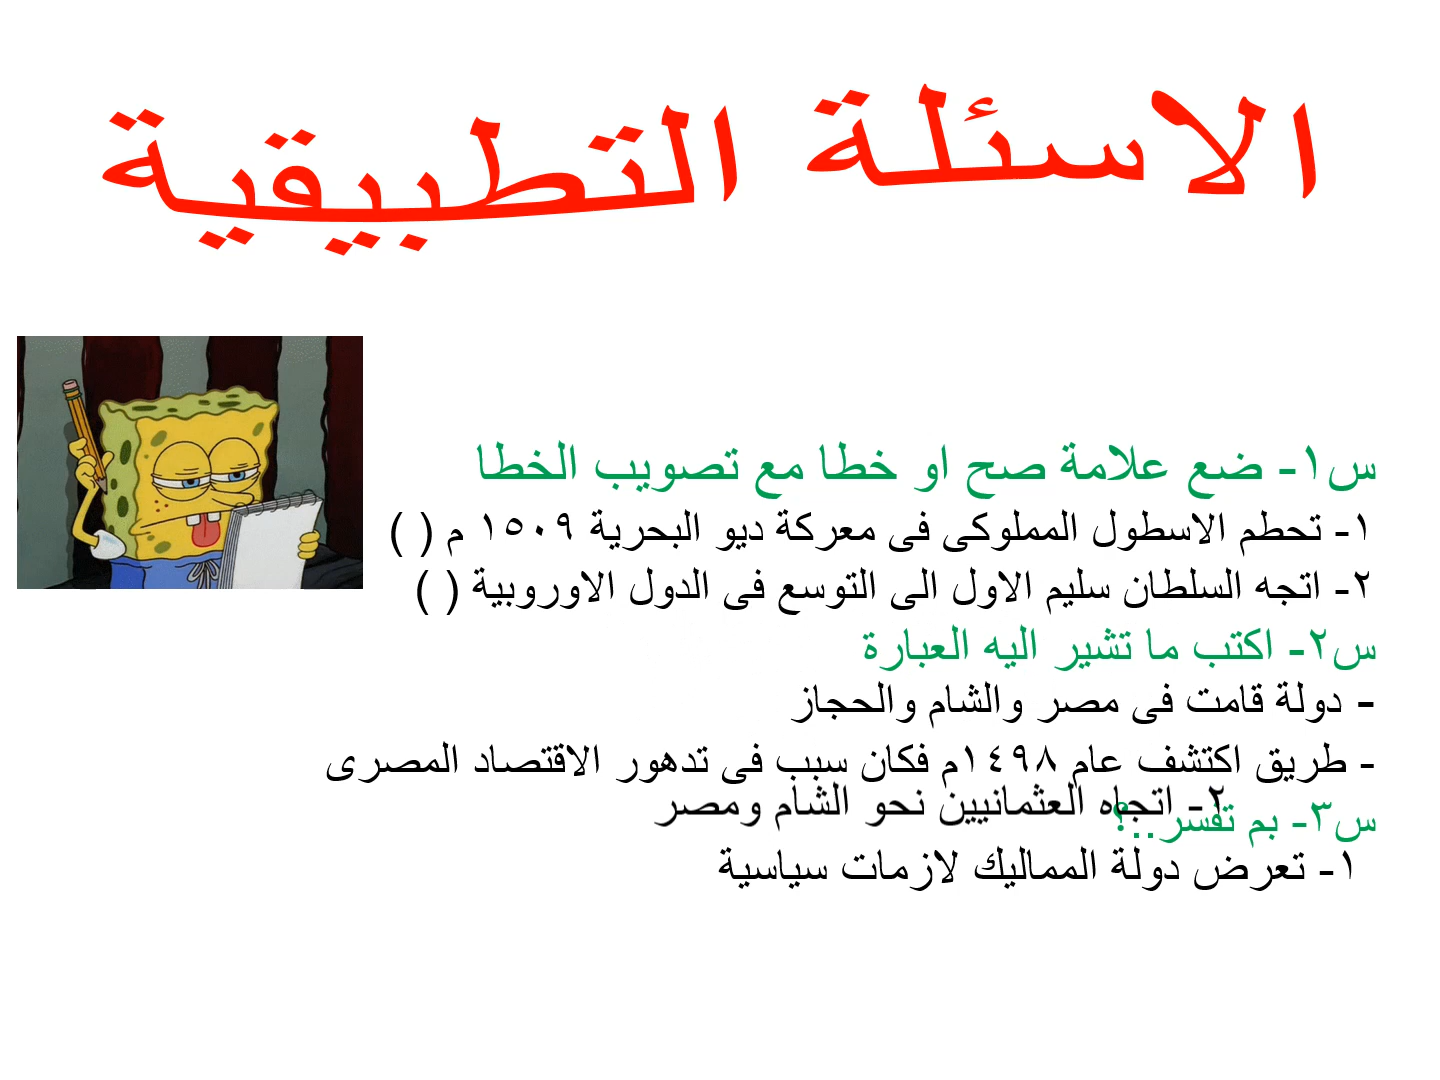 الاسئلة التطبيقية
س١- ضع علامة صح او خطا مع تصويب الخطا
١- تحطم الاسطول المملوكى فى معركة ديو البحرية ١٥٠٩ م ( )
٢- اتجه السلطان سليم الاول الى التوسع فى الدول الاوروبية ( )
س٢- اكتب ما تشير اليه العبارة
- دولة قامت فى مصر والشام والحجاز
- طريق اكتشف عام ١٤٩٨م فكان سبب فى تدهور الاقتصاد المصرى
س٣- بم تفسر..؟
٢- اتجاه العثمانيين نحو الشام ومصر
١- تعرض دولة المماليك لازمات سياسية